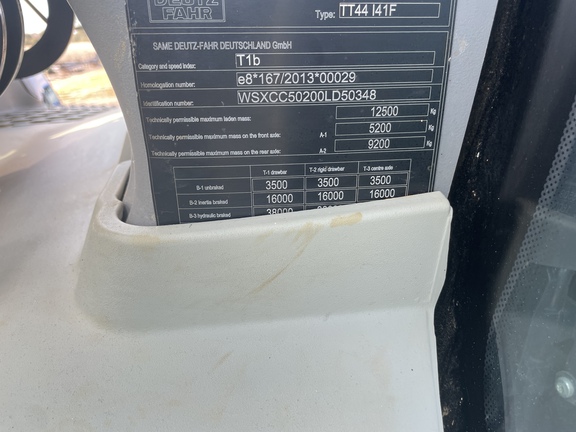 DEUTZ
FAHR
Type: TT44 I41F
SAME DEUTZ-FAHR DEUTSCHLAND GmbH
Category and speed index: T1b
Homologation number: e8*167/2013*00029
Identification number: WSXCC50200LD50348
Technically permissible maximum laden mass: 12500 Kg
Technically permissible maximum mass on the front axle: A-1 5200 Kg
Technically permissible maximum mass on the rear axle: A-2 9200 Kg
T-1 drawbar T-2 rigid drawbar T-3 centre axle
B-1 unbraked 3500 3500 3500
B-2 inertia braked 16000 16000 16000
B-3 hydraulic braked 38000